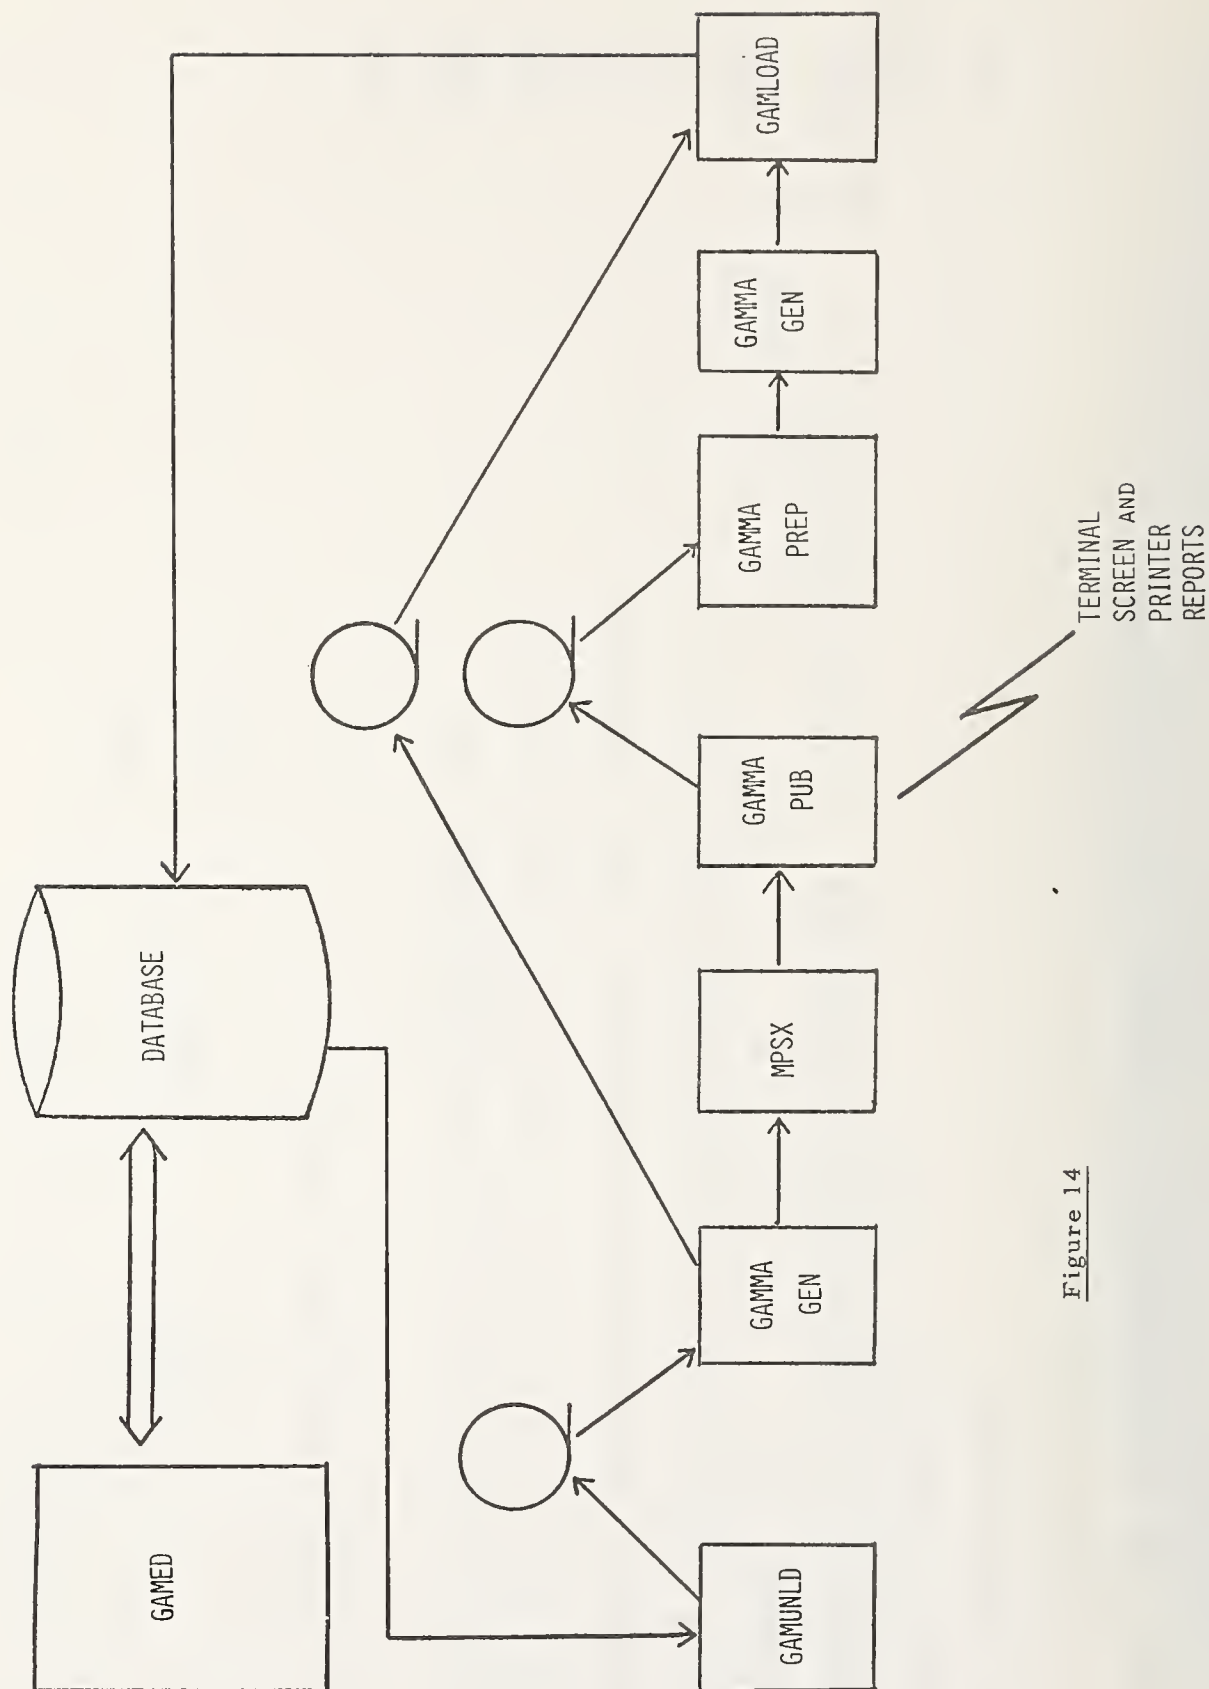 GAMED
DATABASE
GAMUNLD
GAMMA
GEN
MPSX
GAMMA
PUB
GAMMA
PREP
GAMMA
GEN
GAMLOAD
TERMINAL
SCREEN AND
PRINTER
REPORTS
Figure 14